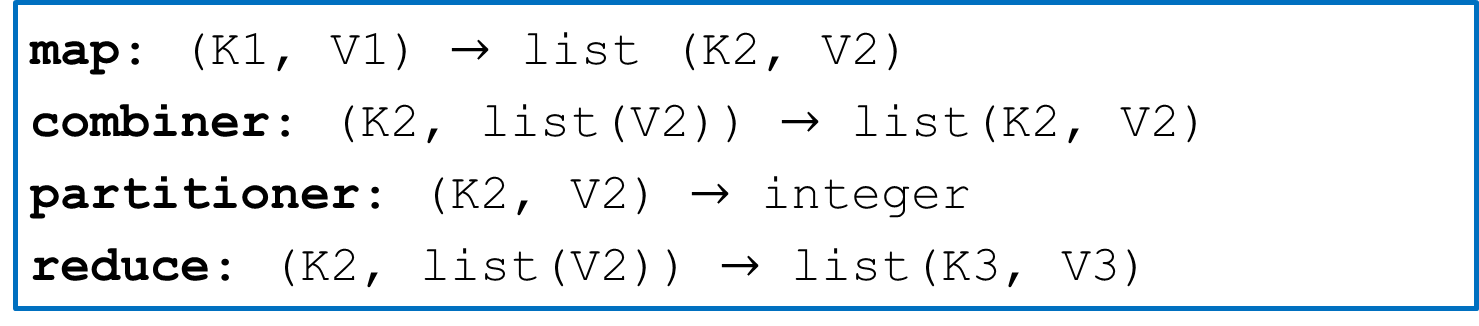 map: (K1, V1) → list (K2, V2)
combiner: (K2, list(V2)) → list(K2, V2)
partitioner: (K2, V2) → integer
reduce: (K2, list(V2)) → list(K3, V3)